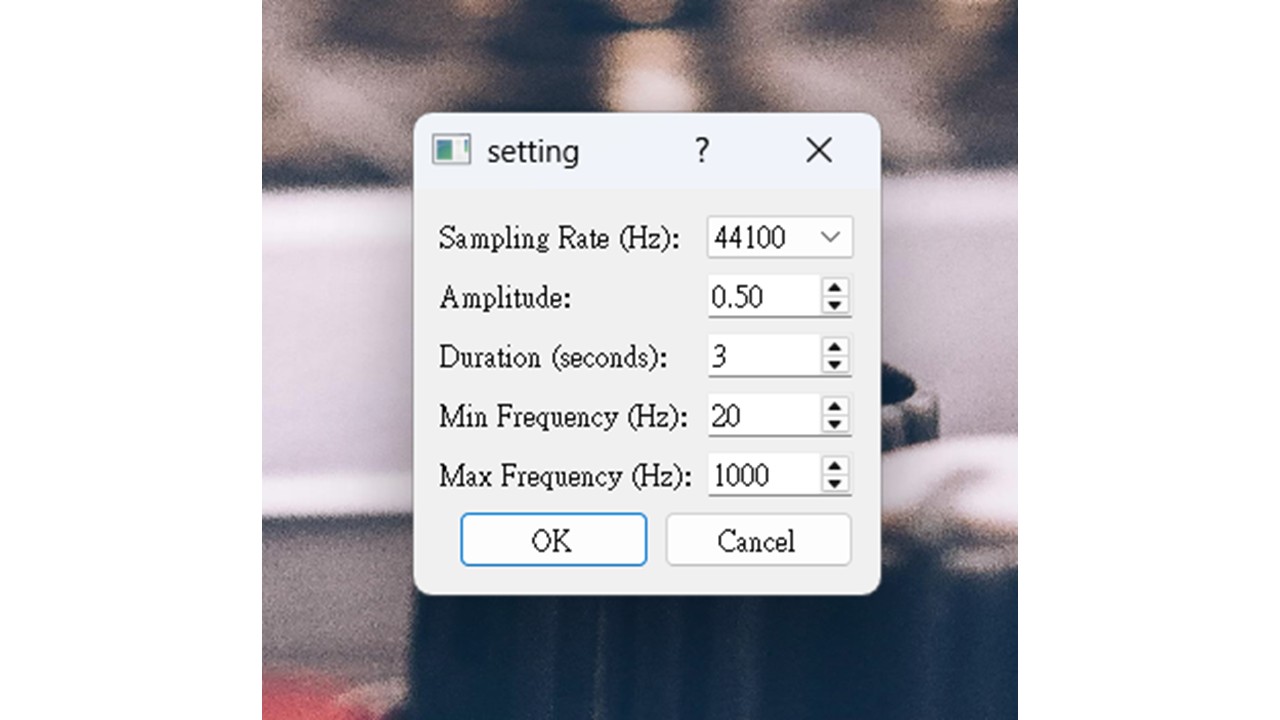 setting ?
Sampling Rate (Hz): 44100
Amplitude: 0.50
Duration (seconds): 3
Min Frequency (Hz): 20
Max Frequency (Hz): 1000
OK Cancel